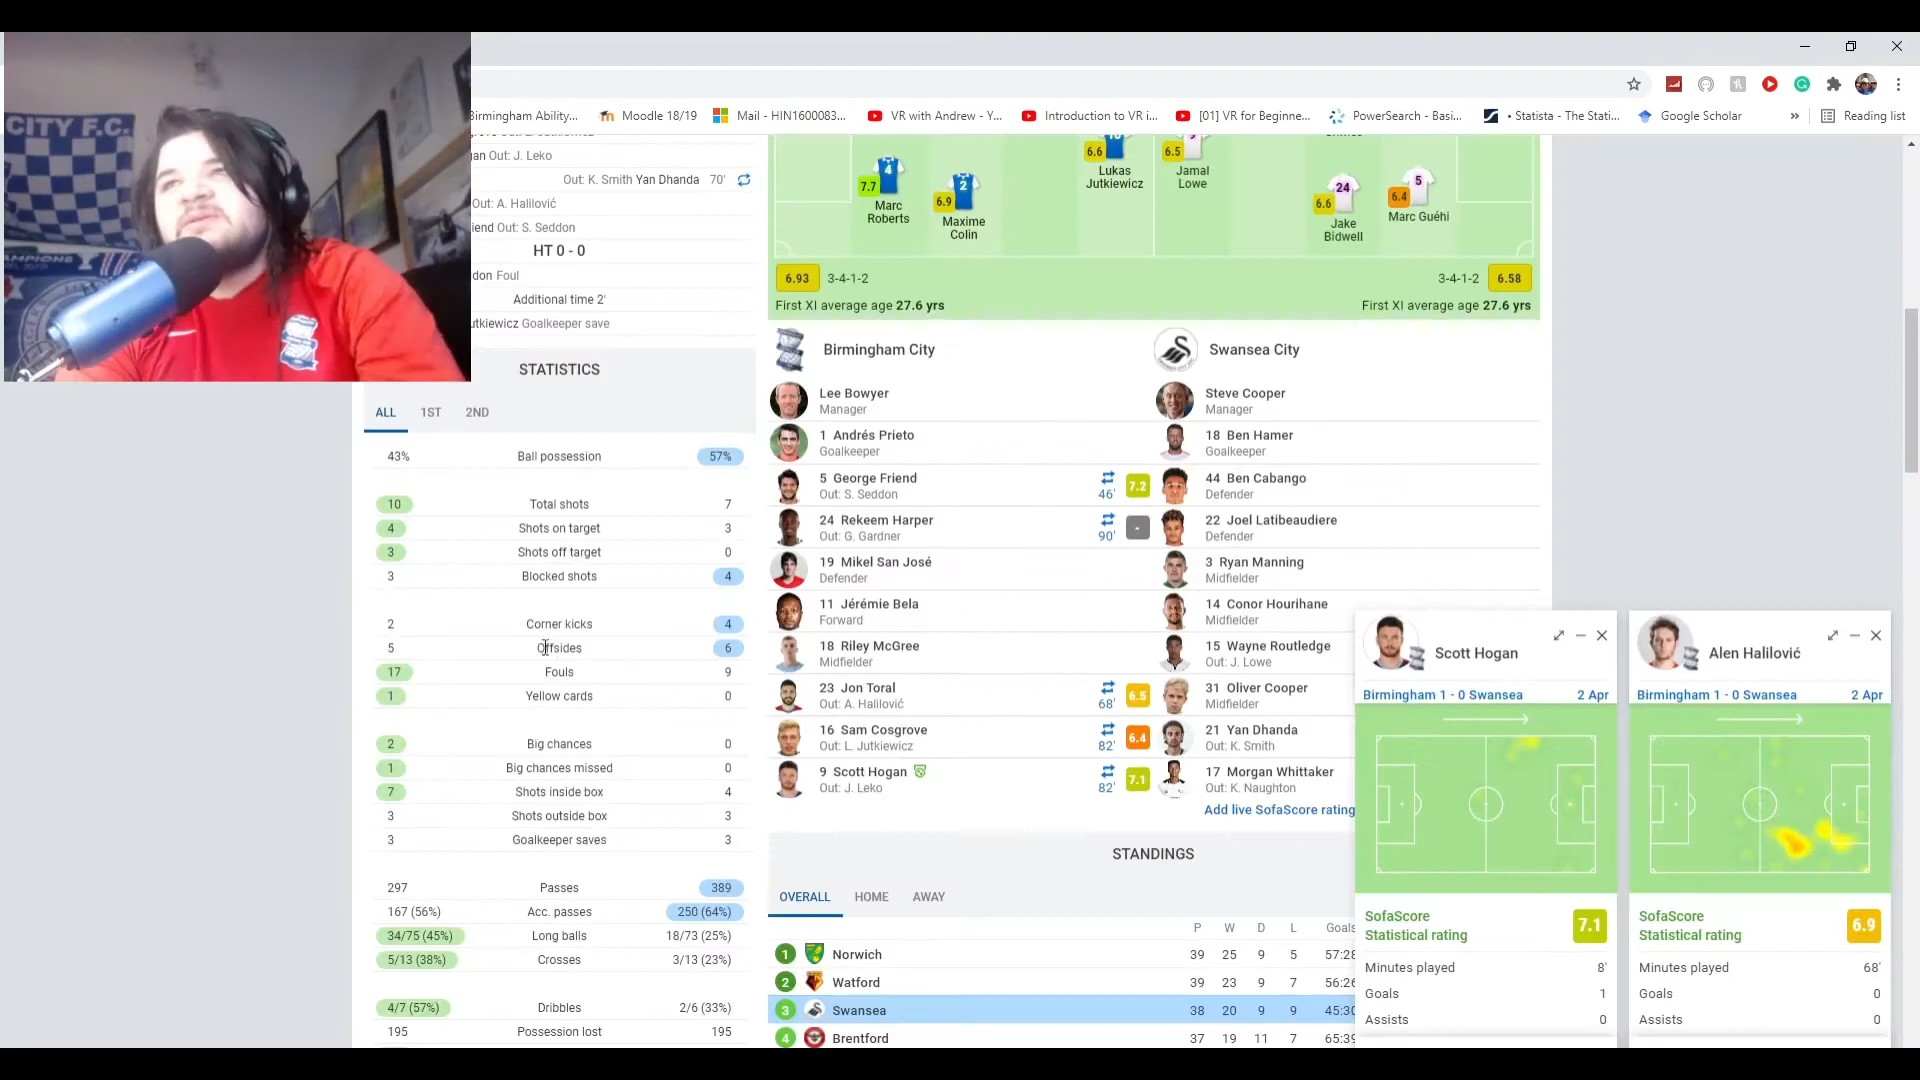 CITY F.C.
Birmingham Ability...
Moodle 18/19
Mail - HIN1600083...
VR with Andrew - Y...
Introduction to VR i...
[01] VR for Beginne...
PowerSearch - Basi...
• Statista - The Stati...
Google Scholar
»
Reading list
Out: J. Leko
Out: K. Smith Yan Dhanda 70'
Out: A. Halilović
Out: S. Seddon
HT 0 - 0
Foul
Additional time 2'
Goalkeeper save
STATISTICS
ALL 1ST 2ND
43% Ball possession 57%
10 Total shots 7
4 Shots on target 3
3 Shots off target 0
3 Blocked shots 4
2 Corner kicks 4
5 Offsides 6
17 Fouls 9
1 Yellow cards 0
2 Big chances 0
1 Big chances missed 0
7 Shots inside box 4
3 Shots outside box 3
3 Goalkeeper saves 3
297 Passes 389
167 (56%) Acc. passes 250 (64%)
34/75 (45%) Long balls 18/73 (25%)
5/13 (38%) Crosses 3/13 (23%)
4/7 (57%) Dribbles 2/6 (33%)
195 Possession lost 195
4
7.7
Marc
Roberts
2
6.9
Maxime
Colin
6.6
Lukas
Jutkiewicz
6.5
Jamal
Lowe
24
6.6
Jake
Bidwell
5
6.4
Marc Guéhi
6.93 3-4-1-2
3-4-1-2 6.58
First XI average age 27.6 yrs
First XI average age 27.6 yrs
Birmingham City
Lee Bowyer
Manager
1 Andrés Prieto
Goalkeeper
5 George Friend
Out: S. Seddon
46' 7.2
24 Rekeem Harper
Out: G. Gardner
90' -
19 Mikel San José
Defender
11 Jérémie Bela
Forward
18 Riley McGree
Midfielder
23 Jon Toral
Out: A. Halilović
68' 6.5
16 Sam Cosgrove
Out: L. Jutkiewicz
82' 6.4
9 Scott Hogan
Out: J. Leko
82' 7.1
Swansea City
Steve Cooper
Manager
18 Ben Hamer
Goalkeeper
44 Ben Cabango
Defender
22 Joel Latibeaudiere
Defender
3 Ryan Manning
Midfielder
14 Conor Hourihane
Midfielder
15 Wayne Routledge
Out: J. Lowe
31 Oliver Cooper
Midfielder
21 Yan Dhanda
Out: K. Smith
17 Morgan Whittaker
Out: K. Naughton
Add live SofaScore rating
STANDINGS
OVERALL HOME AWAY
P W D L Goals
1 Norwich 39 25 9 5 57:28
2 Watford 39 23 9 7 56:26
3 Swansea 38 20 9 9 45:30
4 Brentford 37 19 11 7 65:39
Scott Hogan
Birmingham 1 - 0 Swansea 2 Apr
SofaScore
Statistical rating
7.1
Minutes played 8'
Goals 1
Assists 0
Alen Halilović
Birmingham 1 - 0 Swansea 2 Apr
SofaScore
Statistical rating
6.9
Minutes played 68'
Goals 0
Assists 0